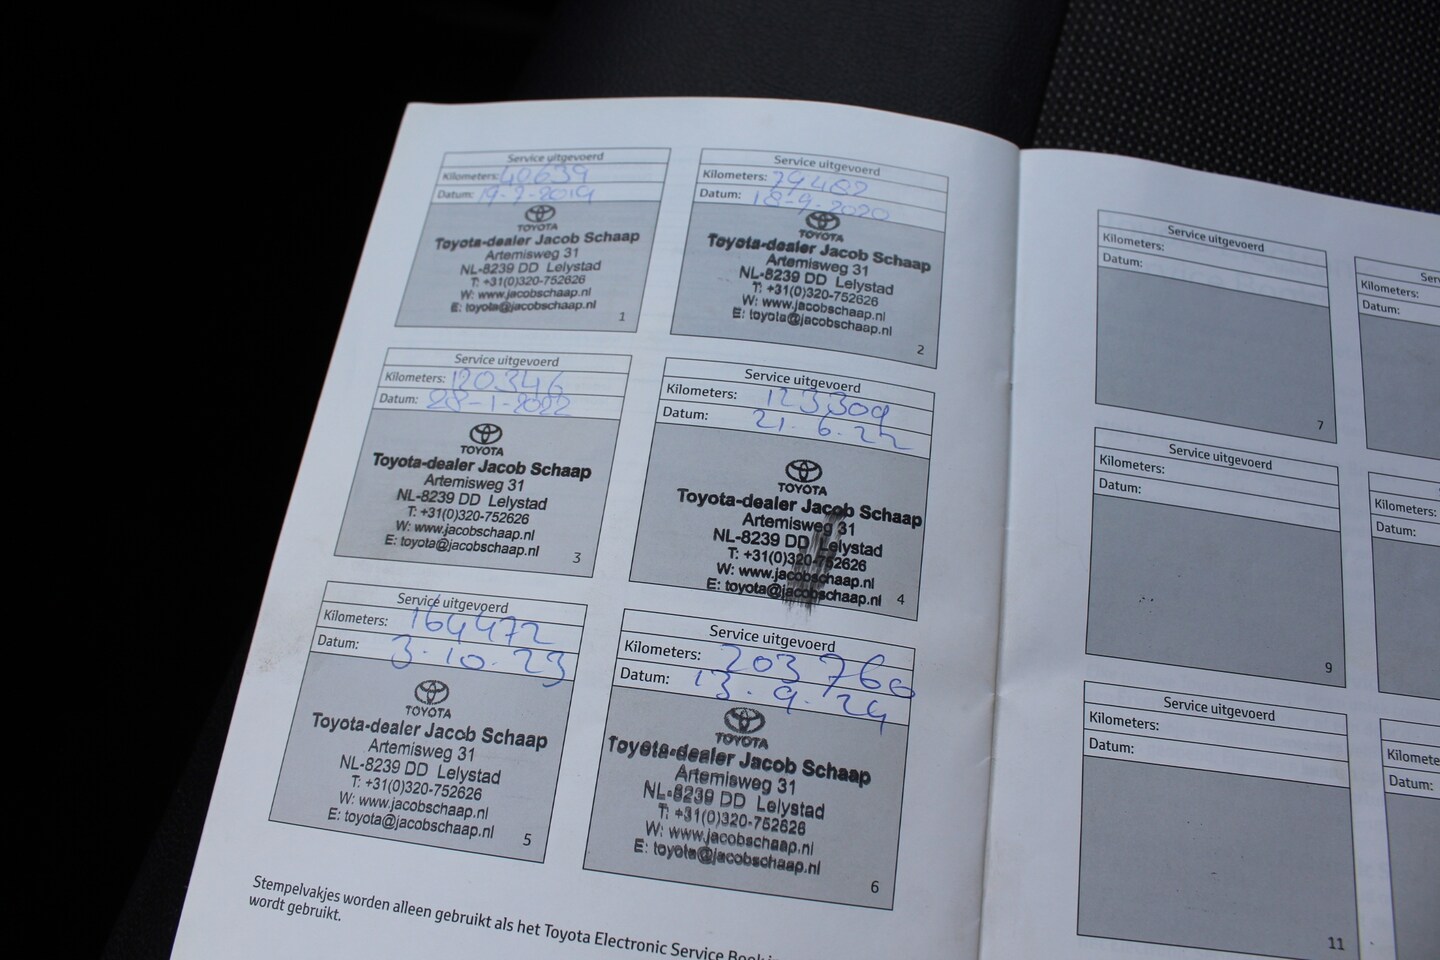 Service uitgevoerd
Kilometers: 40639
Datum: 19-7-2019
TOYOTA
Toyota-dealer Jacob Schaap
Artemisweg 31
NL-8239 DD Lelystad
T: +31(0)320-752626
W: www.jacobschaap.nl
E: toyota@jacobschaap.nl
1
Service uitgevoerd
Kilometers: 79482
Datum: 18-9-2020
TOYOTA
Toyota-dealer Jacob Schaap
Artemisweg 31
NL-8239 DD Lelystad
T: +31(0)320-752626
W: www.jacobschaap.nl
E: toyota@jacobschaap.nl
2
Service uitgevoerd
Kilometers: 120.346
Datum: 28-1-2022
TOYOTA
Toyota-dealer Jacob Schaap
Artemisweg 31
NL-8239 DD Lelystad
T: +31(0)320-752626
W: www.jacobschaap.nl
E: toyota@jacobschaap.nl
3
Service uitgevoerd
Kilometers: 123309
Datum: 21.6.22
TOYOTA
Toyota-dealer Jacob Schaap
Artemisweg 31
NL-8239 DD Lelystad
T: +31(0)320-752626
W: www.jacobschaap.nl
E: toyota@jacobschaap.nl
4
Service uitgevoerd
Kilometers: 164472
Datum: 3.10.23
TOYOTA
Toyota-dealer Jacob Schaap
Artemisweg 31
NL-8239 DD Lelystad
T: +31(0)320-752626
W: www.jacobschaap.nl
E: toyota@jacobschaap.nl
5
Service uitgevoerd
Kilometers: 203760
Datum: 13.9.24
TOYOTA
Toyota-dealer Jacob Schaap
Artemisweg 31
NL-8239 DD Lelystad
T: +31(0)320-752626
W: www.jacobschaap.nl
E: toyota@jacobschaap.nl
6
Stempelvakjes worden alleen gebruikt als het Toyota Electronic Service Book
wordt gebruikt.
Service uitgevoerd
Kilometers:
Datum:
7
Kilometers:
Datum:
Service uitgevoerd
Kilometers:
Datum:
9
Kilometers:
Datum:
Service uitgevoerd
Kilometers:
Datum:
11
Datum: